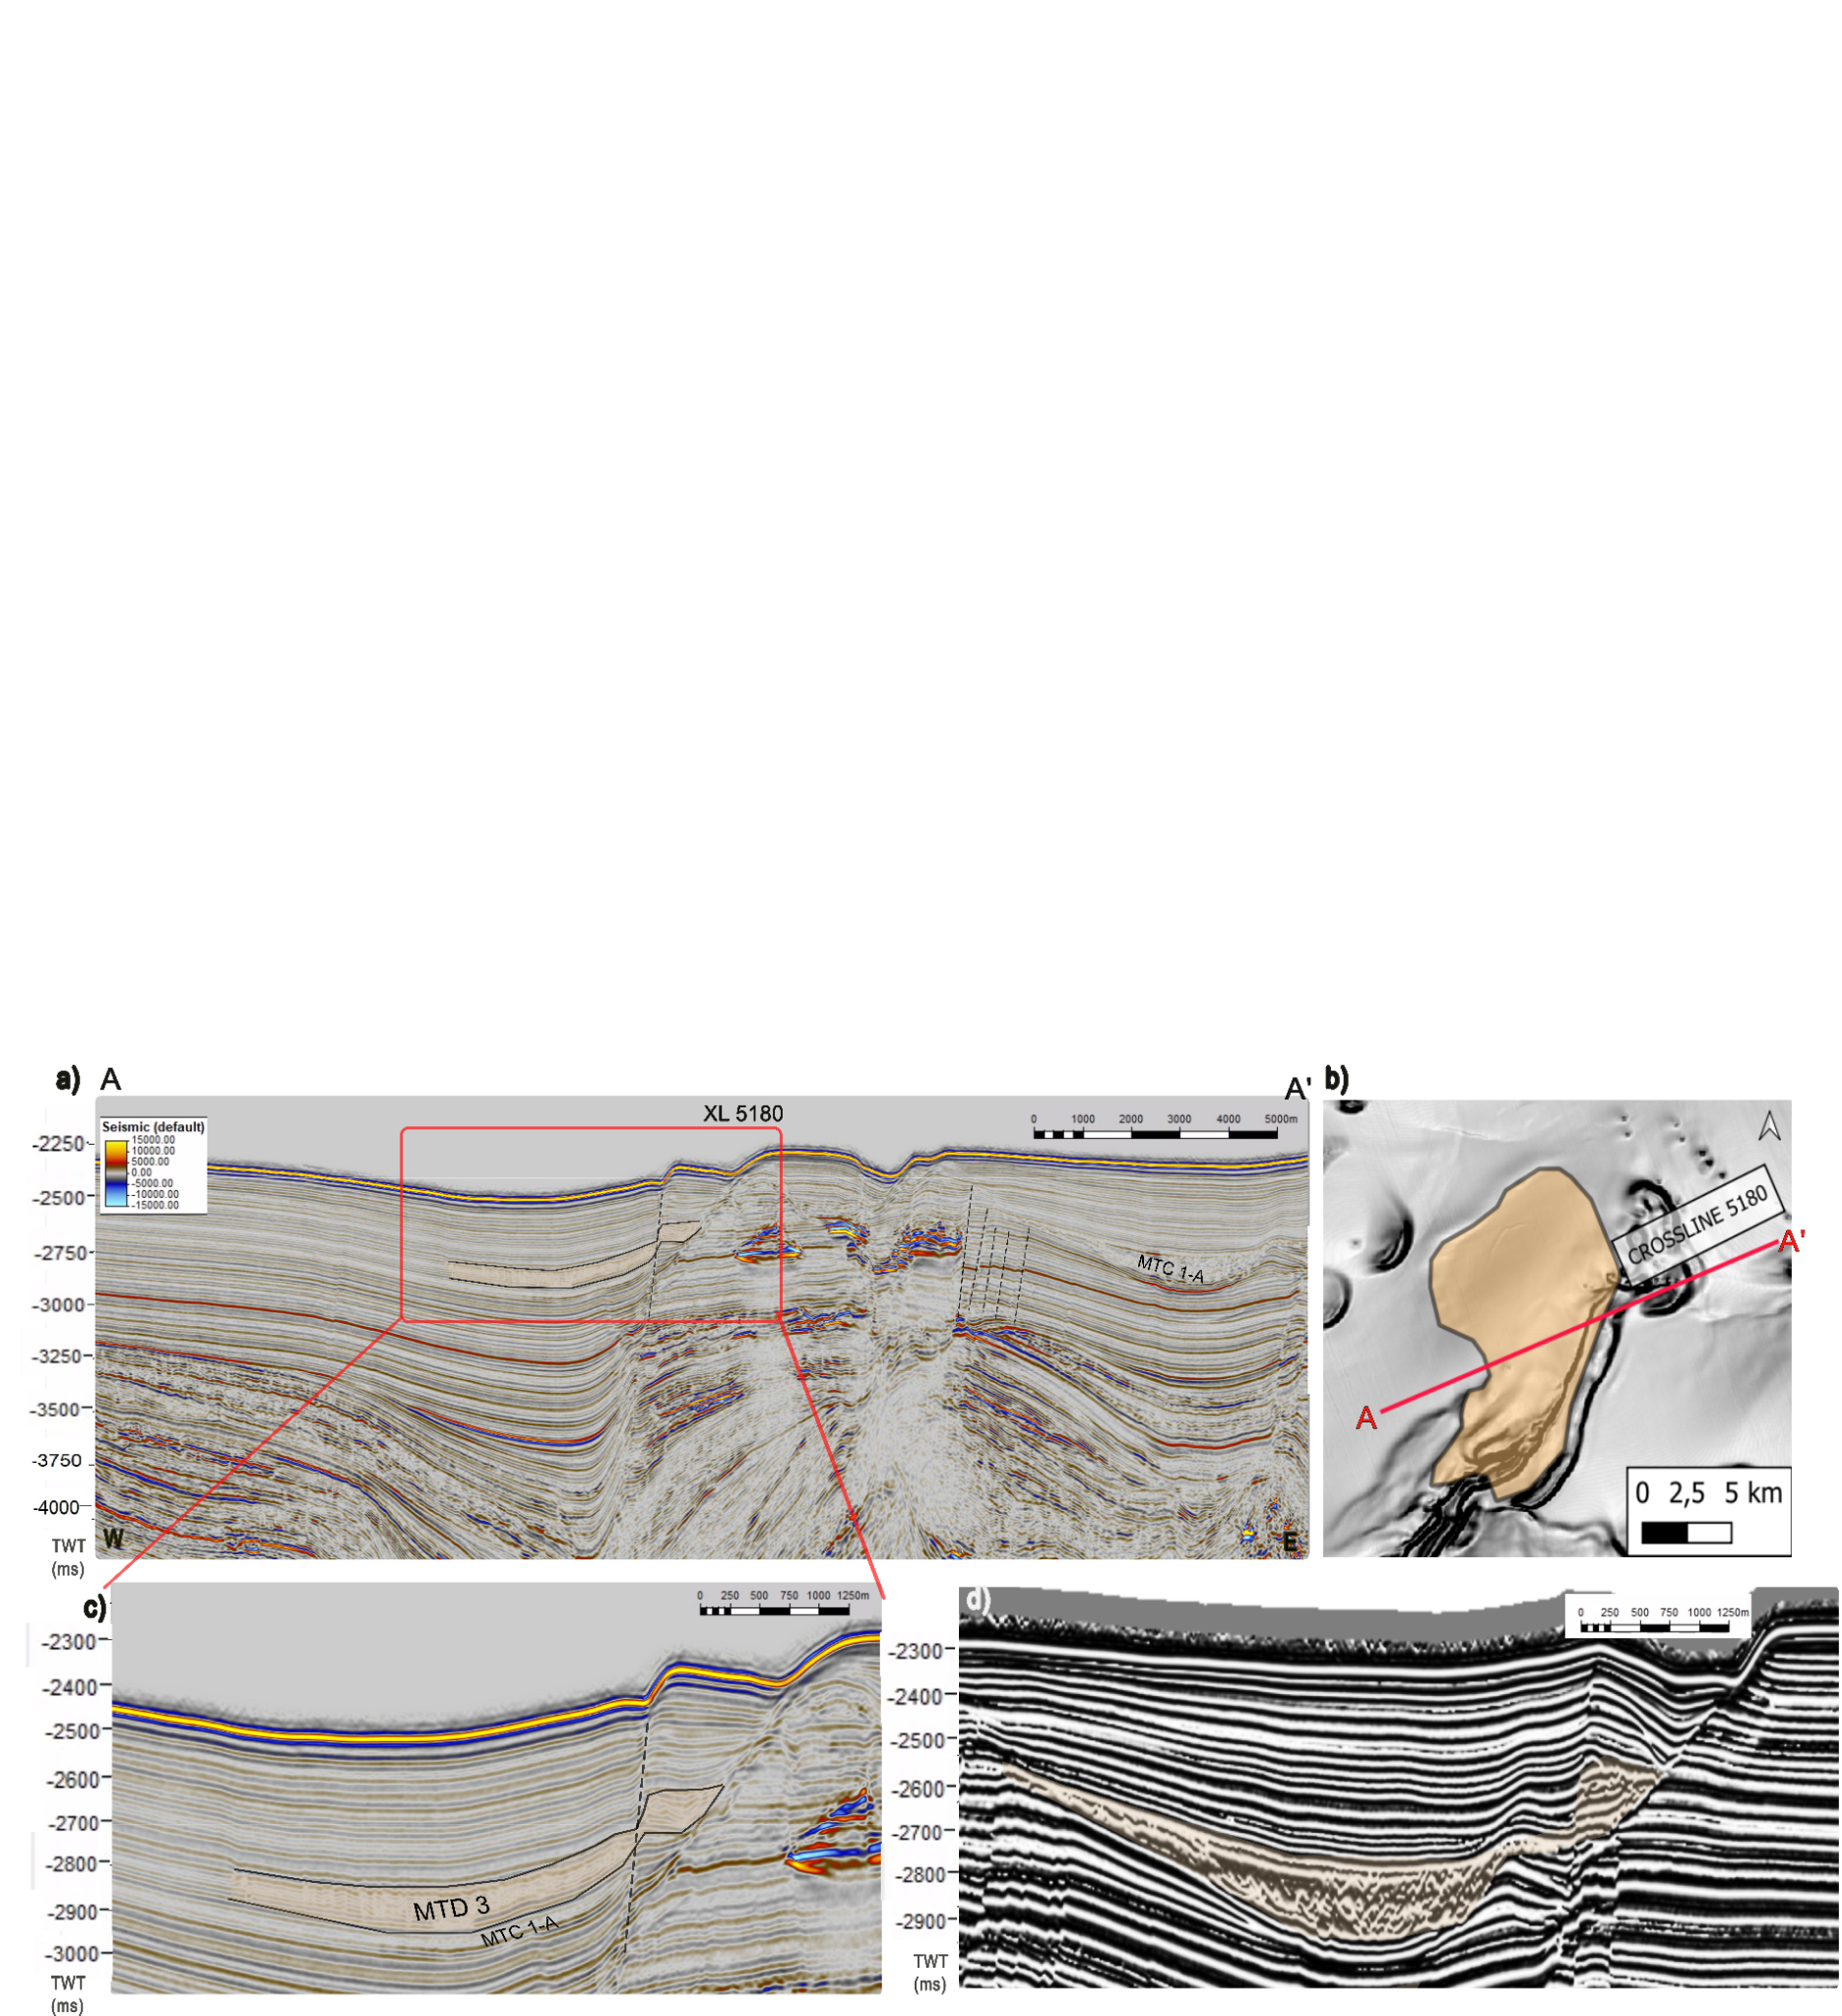 a) A
A'
b)
XL 5180
Seismic (default)
15000.00
10000.00
5000.00
0.00
-5000.00
-10000.00
-15000.00
0 1000 2000 3000 4000 5000m
-2250
-2500
-2750
-3000
-3250
-3500
-3750
-4000
TWT
(ms)
MTC 1-A
W
E
CROSSLINE 5180
A'
A
0 2,5 5 km
c)
0 250 500 750 1000 1250m
-2300
-2400
-2500
-2600
-2700
-2800
-2900
-3000
TWT
(ms)
MTD 3
MTC 1-A
d)
0 250 500 750 1000 1250m
-2300
-2400
-2500
-2600
-2700
-2800
-2900
TWT
(ms)